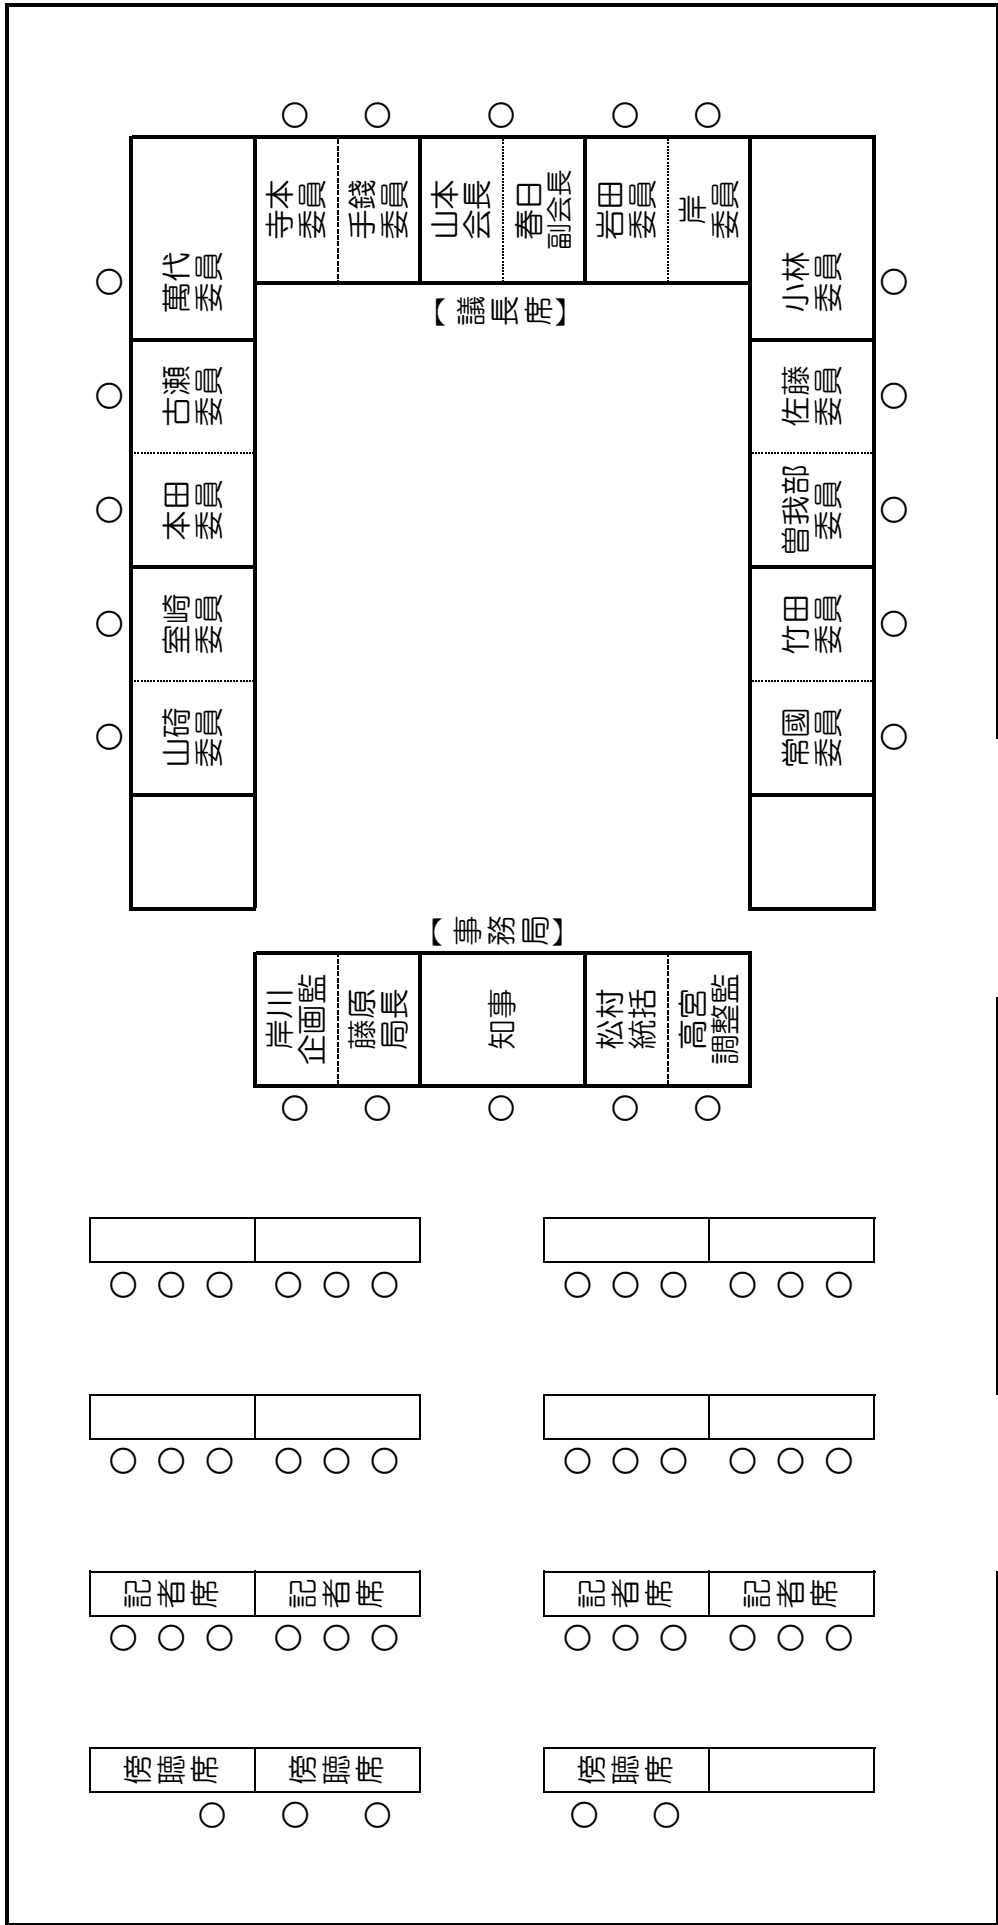 寺本
委員
手錢
委員
山本
会長
春日
副会長
岩田
委員
岸
委員
萬代
委員
小林
委員
【議長席】
古瀬
委員
佐藤
委員
本田
委員
曽我部
委員
室崎
委員
竹田
委員
山碕
委員
常國
委員
【事務局】
岸川
企画監
藤原
局長
知事
松村
統括
高宮
調整監
記者席
記者席
記者席
記者席
傍聴席
傍聴席
傍聴席